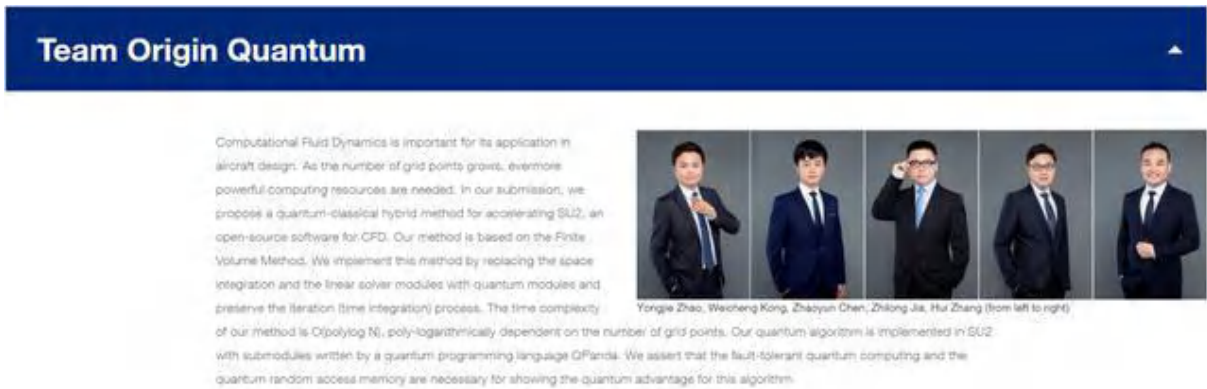 Team Origin Quantum
Computational Fluid Dynamics is important for its application in
aircraft design. As the number of grid points grows, evermore
powerful computing resources are needed. In our submission, we
propose a quantum-classical hybrid method for accelerating SU2, an
open-source software for CFD. Our method is based on the Finite
Volume Method. We implement this method by replacing the space
integration and the linear solver modules with quantum modules and
preserve the iteration (time integration) process. The time complexity
of our method is O(polylog N), poly-logarithmically dependent on the number of grid points. Our quantum algorithm is implemented in SU2
with submodules written by a quantum programming language QPanda. We assert that the fault-tolerant quantum computing and the
quantum random access memory are necessary for showing the quantum advantage for this algorithm
Yongjie Zhao, Weicheng Kong, Zhaoyun Chen, Zhilong Jia, Hui Zhang (from left to right)